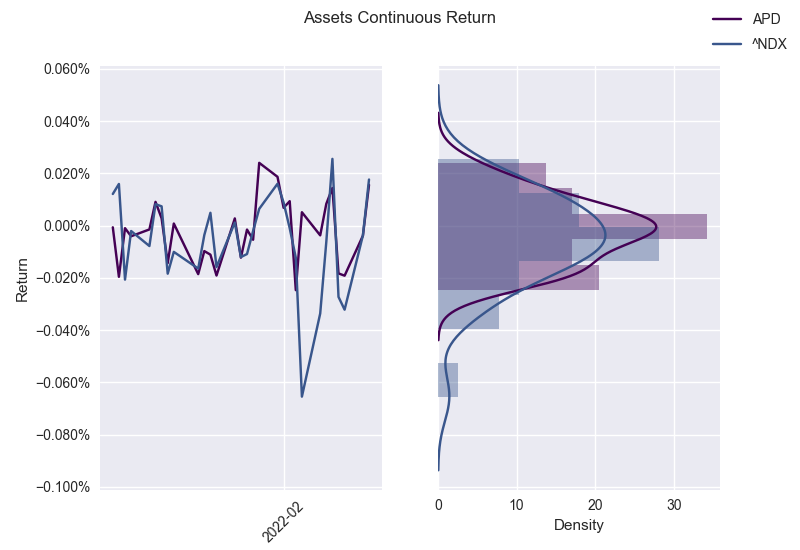 Assets Continuous Return
APD
^NDX
0.060%
0.040%
0.020%
0.000%
−0.020%
−0.040%
−0.060%
−0.080%
−0.100%
Return
2022-02
0 10 20 30
Density